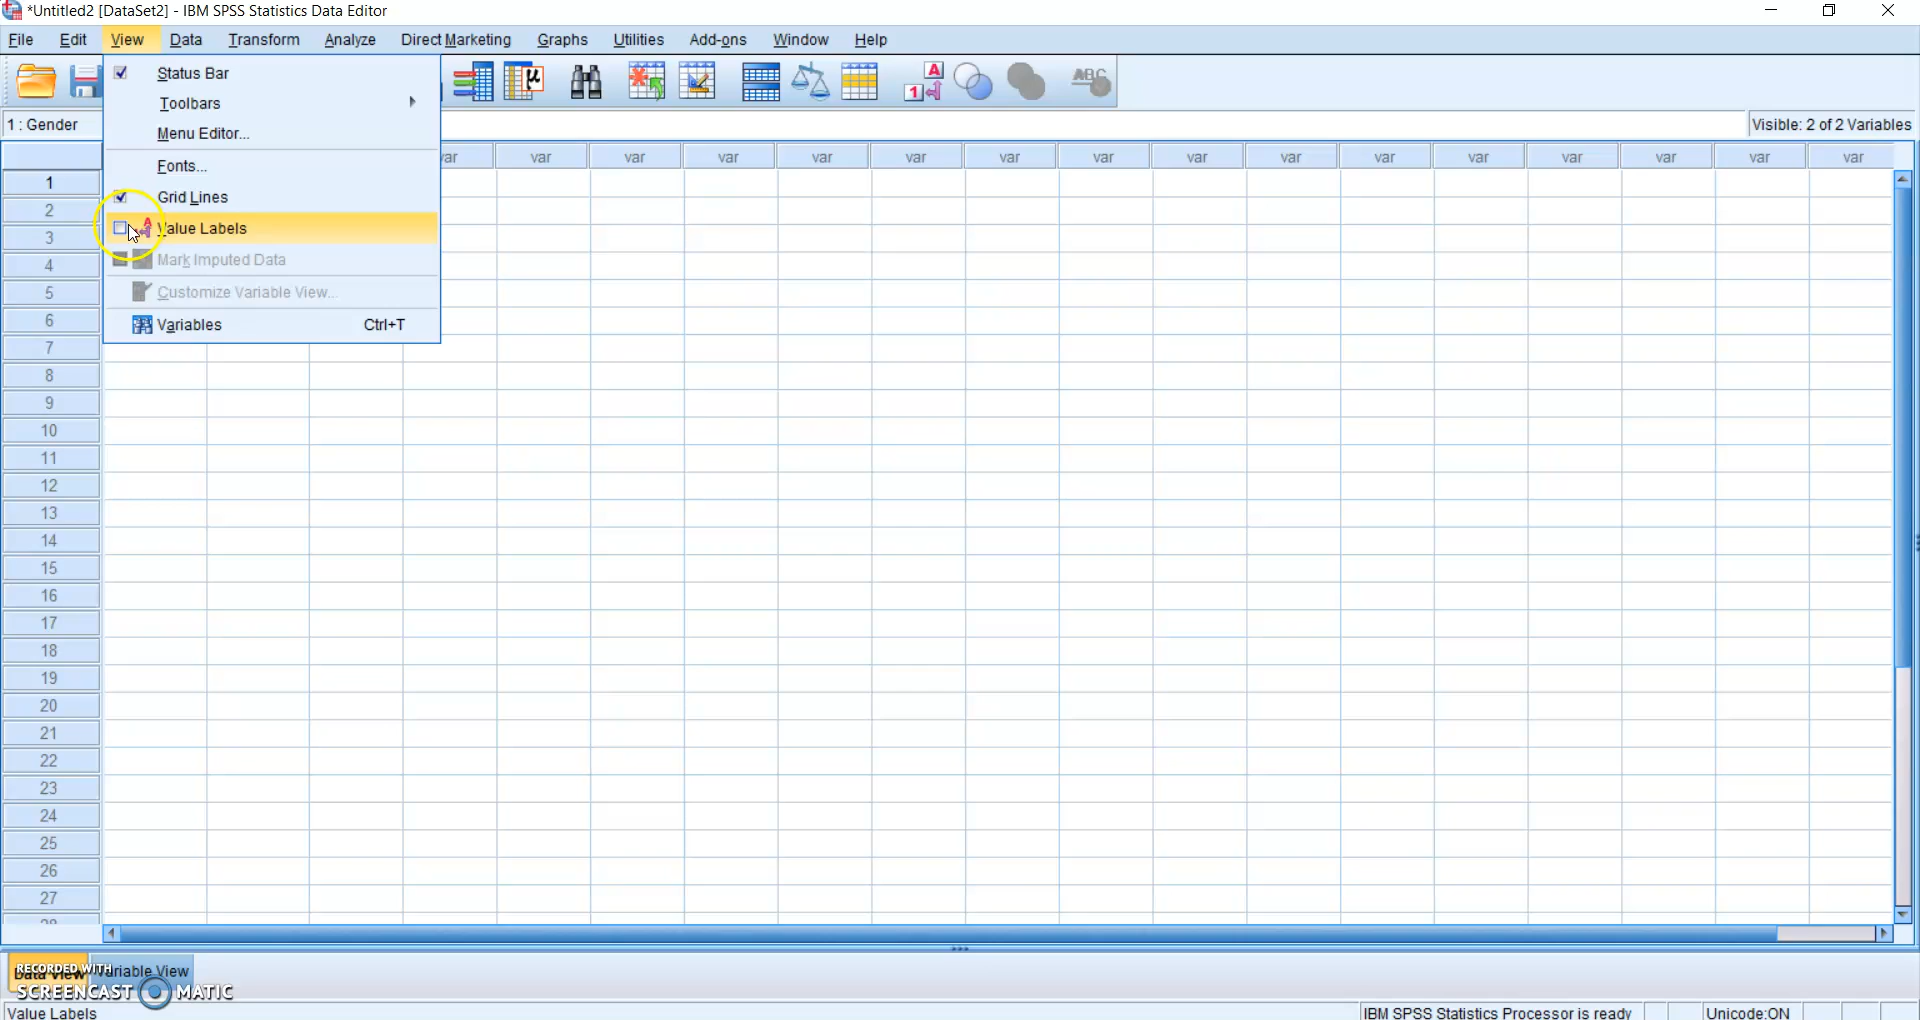 *Untitled2 [DataSet2] - IBM SPSS Statistics Data Editor
File Edit View Data Transform Analyze Direct Marketing Graphs Utilities Add-ons Window Help
Status Bar
Toolbars
Menu Editor...
Fonts...
Grid Lines
Value Labels
Mark Imputed Data
Customize Variable View...
Variables Ctrl+T
1 : Gender
Visible: 2 of 2 Variables
var var var var var var var var var var var var var var var var
1
2
3
4
5
6
7
8
9
10
11
12
13
14
15
16
17
18
19
20
21
22
23
24
25
26
27
28
Data View Variable View
RECORDED WITH
SCREENCAST MATIC
Value Labels
IBM SPSS Statistics Processor is ready
Unicode:ON